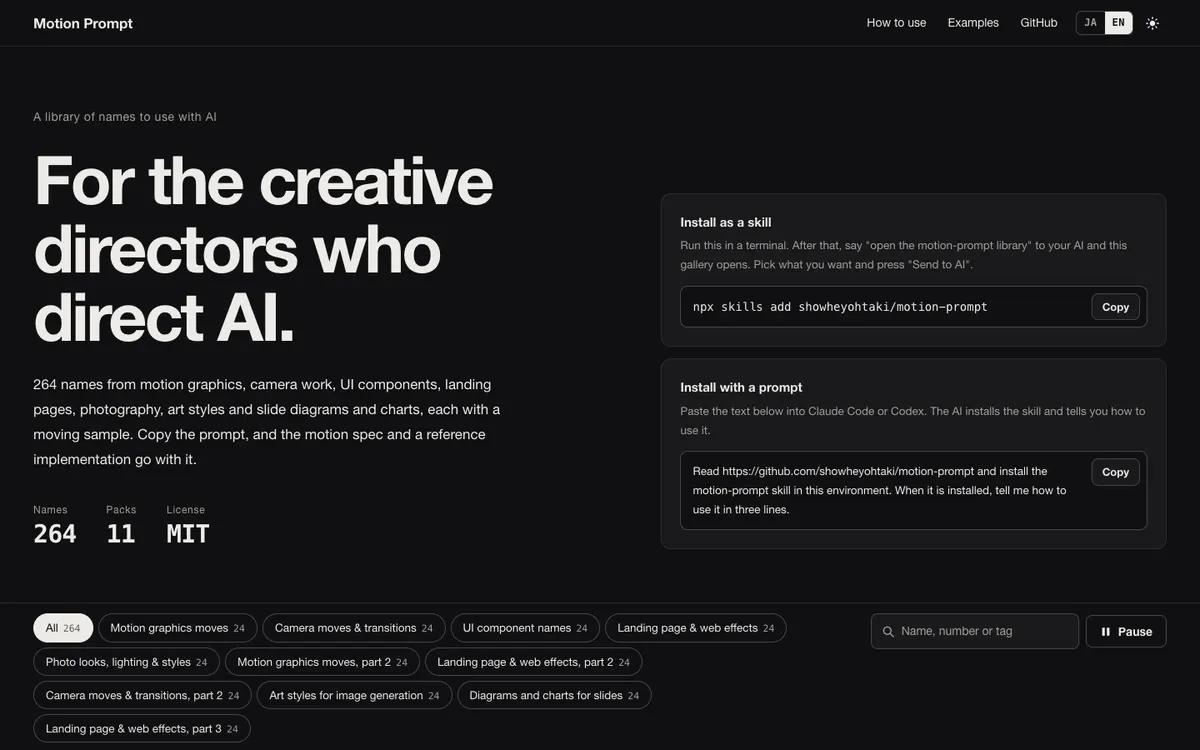 Motion Prompt
How to use
Examples
GitHub
JA
EN
A library of names to use with AI
For the creative
directors who
direct AI.
264 names from motion graphics, camera work, UI components, landing
pages, photography, art styles and slide diagrams and charts, each with a
moving sample. Copy the prompt, and the motion spec and a reference
implementation go with it.
Names
264
Packs
11
License
MIT
Install as a skill
Run this in a terminal. After that, say "open the motion-prompt library" to your AI and this
gallery opens. Pick what you want and press "Send to AI".
npx skills add showheyohtaki/motion-prompt
Copy
Install with a prompt
Paste the text below into Claude Code or Codex. The AI installs the skill and tells you how to
use it.
Read https://github.com/showheyohtaki/motion-prompt and install the
motion-prompt skill in this environment. When it is installed, tell me how to
use it in three lines.
Copy
All 264
Motion graphics moves 24
Camera moves & transitions 24
UI component names 24
Landing page & web effects 24
Photo looks, lighting & styles 24
Motion graphics moves, part 2 24
Landing page & web effects, part 2 24
Camera moves & transitions, part 2 24
Art styles for image generation 24
Diagrams and charts for slides 24
Landing page & web effects, part 3 24
Name, number or tag
Pause